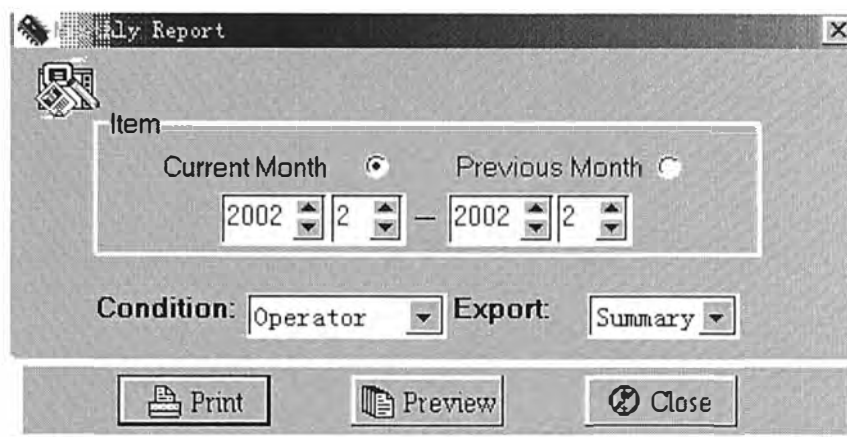 Report
Item
Current Month Previous Month
2002 2 – 2002 2
Condition: Operator Export: Summary
Print Preview Close